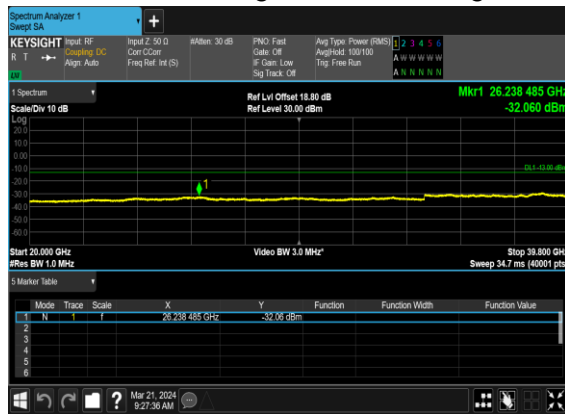 Spectrum Analyzer 1
Swept SA
+
KEYSIGHT Input: RF Input Z: 50 Ω #Atten: 30 dB PNO: Fast Avg Type: Power (RMS) 1 2 3 4 5 6
R T Coupling: DC Corr CCorr Gate: Off Avg|Hold: 100/100 A W W W W W
Align: Auto Freq Ref: Int (S) IF Gain: Low Trig: Free Run
LW Sig Track: Off A N N N N N
1 Spectrum Ref Lvl Offset 18.80 dB Mkr1 26.238 485 GHz
Scale/Div 10 dB Ref Level 30.00 dBm -32.060 dBm
Log
20.0
10.0
0.00
-10.0 DL1 -13.00 dBm
-20.0 1
-30.0
-40.0
-50.0
-60.0
Start 20.000 GHz Video BW 3.0 MHz* Stop 39.800 GHz
#Res BW 1.0 MHz Sweep 34.7 ms (40001 pts)
5 Marker Table
Mode Trace Scale X Y Function Function Width Function Value
1 N 1 f 26.238 485 GHz -32.06 dBm
2
3
4
5
6
? Mar 21, 2024
9:27:36 AM